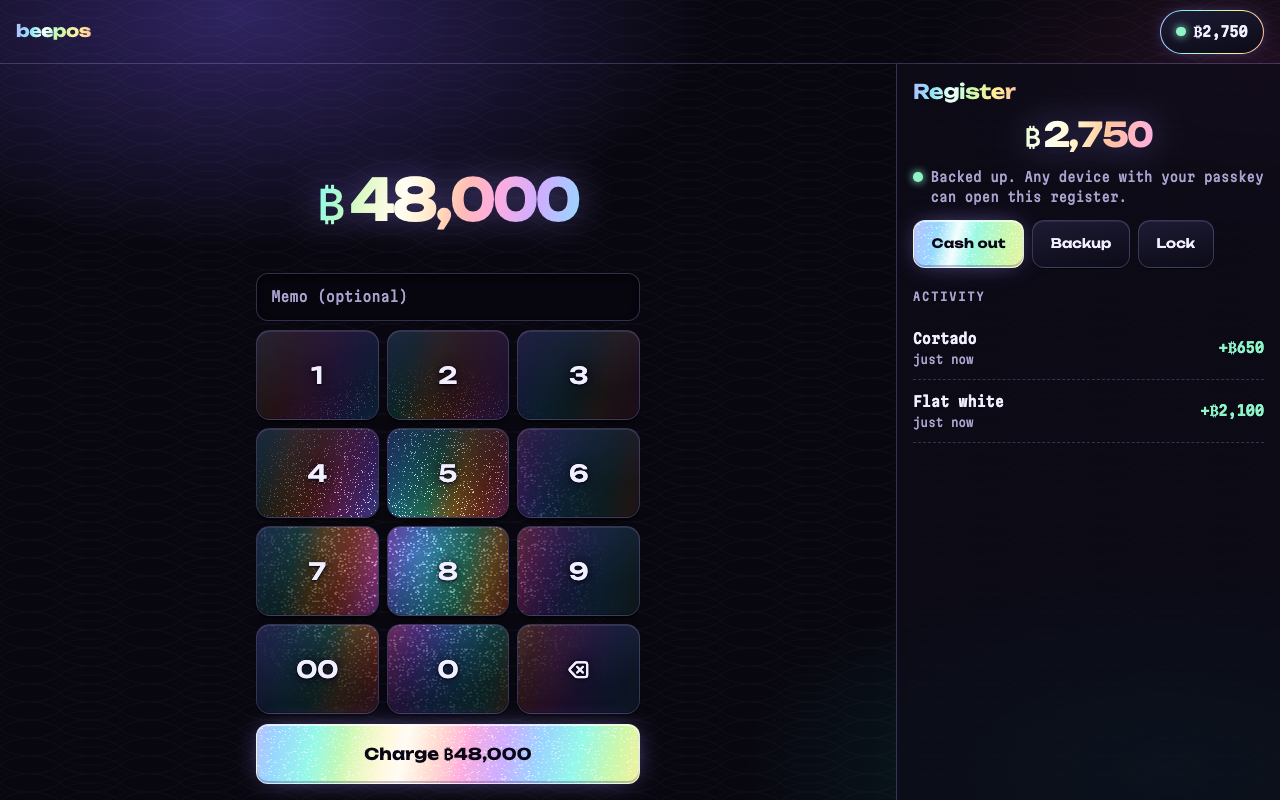 beepos
₿2,750
₿48,000
Memo (optional)
1 2 3
4 5 6
7 8 9
00 0
Charge ₿48,000
Register
₿2,750
Backed up. Any device with your passkey
can open this register.
Cash out Backup Lock
ACTIVITY
Cortado
just now
+₿650
Flat white
just now
+₿2,100